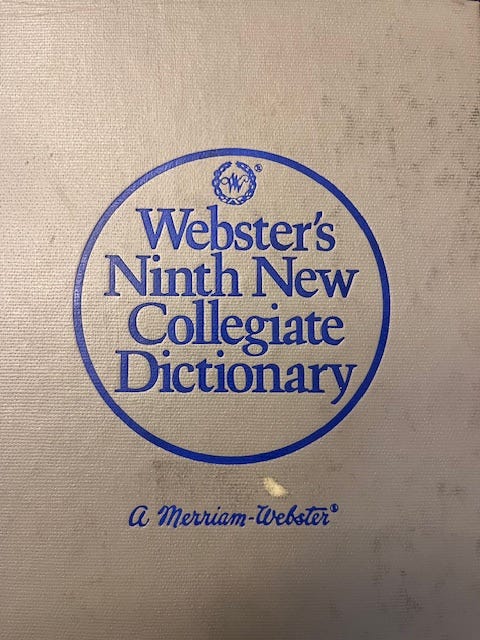 Webster's
Ninth New
Collegiate
Dictionary
A Merriam-Webster®